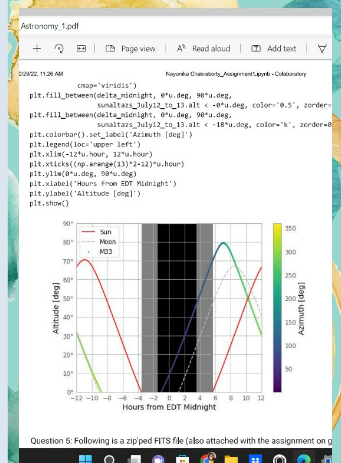 Astronomy_1.pdf
Page view
Read aloud
Add text
2/29/22, 11:26 AM
Nayonika Chakraborty_Assignment1.ipynb - Colaboratory
cmap='viridis')
plt.fill_between(delta_midnight, 0*u.deg, 90*u.deg,
sunaltazs_July12_to_13.alt < -0*u.deg, color='0.5', zorder=
plt.fill_between(delta_midnight, 0*u.deg, 90*u.deg,
sunaltazs_July12_to_13.alt < -18*u.deg, color='k', zorder=0
plt.colorbar().set_label('Azimuth [deg]')
plt.legend(loc='upper left')
plt.xlim(-12*u.hour, 12*u.hour)
plt.xticks((np.arange(13)*2-12)*u.hour)
plt.ylim(0*u.deg, 90*u.deg)
plt.xlabel('Hours from EDT Midnight')
plt.ylabel('Altitude [deg]')
plt.show()
90°
80°
70°
60°
50°
40°
30°
20°
10°
0°
Altitude [deg]
Sun
Moon
M33
350
300
250
200
150
100
50
Azimuth [deg]
-12 -10 -8 -6 -4 -2 0 2 4 6 8 10 12
Hours from EDT Midnight
Question 5: Following is a zip'ped FITS file (also attached with the assignment on g